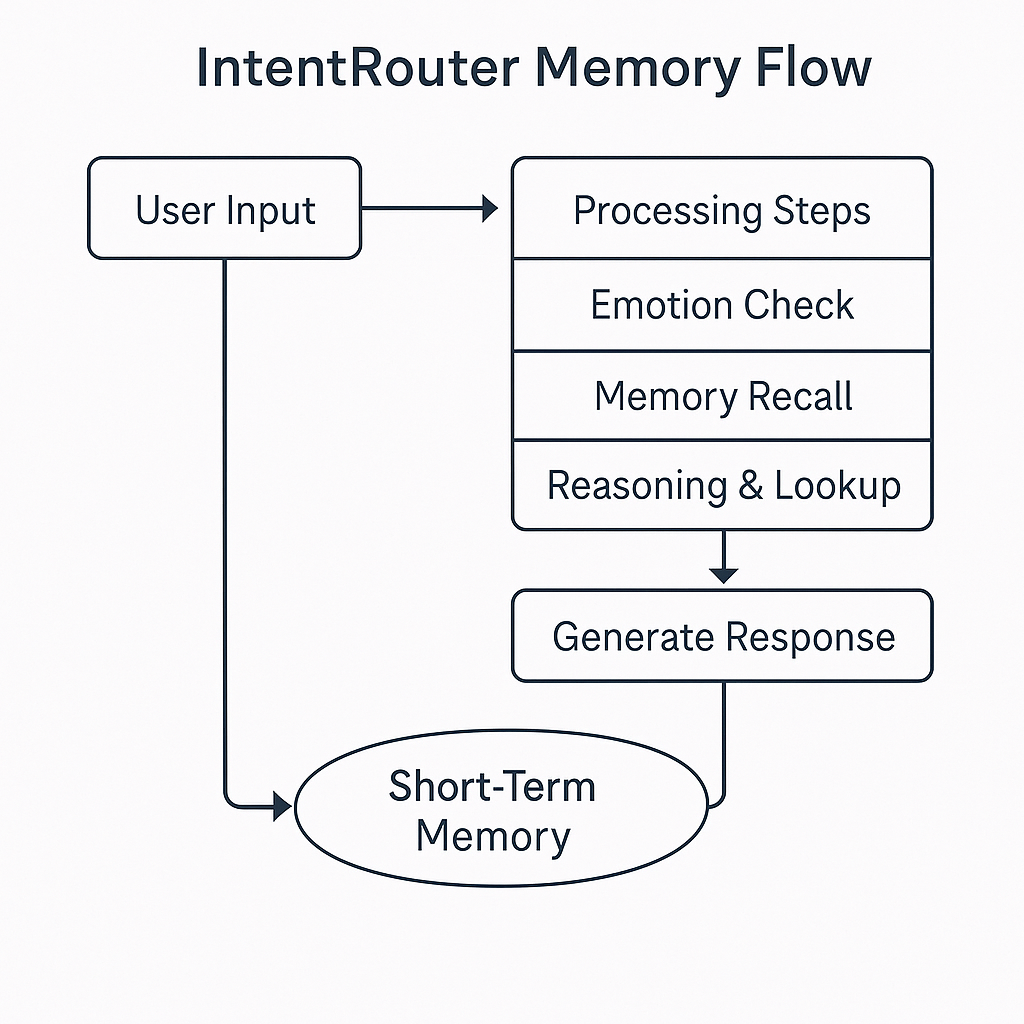 IntentRouter Memory Flow
User Input
Processing Steps
Emotion Check
Memory Recall
Reasoning & Lookup
Generate Response
Short-Term
Memory